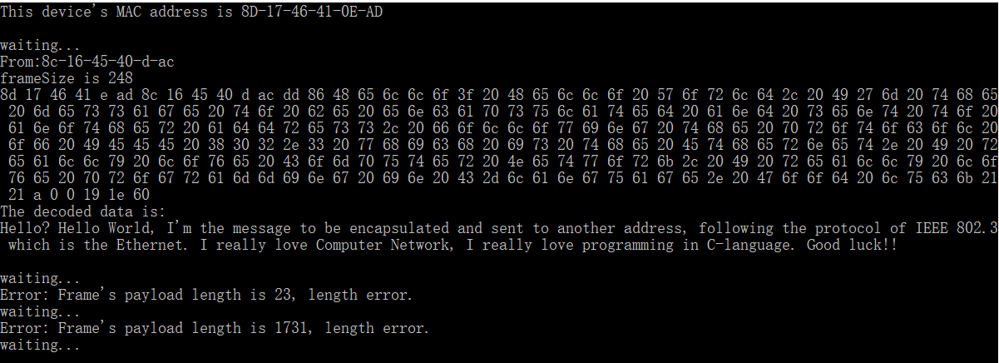 This device's MAC address is 8D-17-46-41-0E-AD
waiting...
From:8c-16-45-40-d-ac
frameSize is 248
8d 17 46 41 e ad 8c 16 45 40 d ac dd 86 48 65 6c 6c 6f 3f 20 48 65 6c 6c 6f 20 57 6f 72 6c 64 2c 20 49 27 6d 20 74 68 65
20 6d 65 73 73 61 67 65 20 74 6f 20 62 65 20 65 6e 63 61 70 73 75 6c 61 74 65 64 20 61 6e 64 20 73 65 6e 74 20 74 6f 20
61 6e 6f 74 68 65 72 20 61 64 64 72 65 73 73 2c 20 66 6f 6c 6c 6f 77 69 6e 67 20 74 68 65 20 70 72 6f 74 6f 63 6f 6c 20
6f 66 20 49 45 45 45 20 38 30 32 2e 33 20 77 68 69 63 68 20 69 73 20 74 68 65 20 45 74 68 65 72 6e 65 74 2e 20 49 20 72
65 61 6c 6c 79 20 6c 6f 76 65 20 43 6f 6d 70 75 74 65 72 20 4e 65 74 77 6f 72 6b 2c 20 49 20 72 65 61 6c 6c 79 20 6c 6f
76 65 20 70 72 6f 67 72 61 6d 6d 69 6e 67 20 69 6e 20 43 2d 6c 61 6e 67 75 61 67 65 2e 20 47 6f 6f 64 20 6c 75 63 6b 21
21 a 0 0 19 1e 60
The decoded data is:
Hello? Hello World, I'm the message to be encapsulated and sent to another address, following the protocol of IEEE 802.3
which is the Ethernet. I really love Computer Network, I really love programming in C-language. Good luck!!
waiting...
Error: Frame's payload length is 23, length error.
waiting...
Error: Frame's payload length is 1731, length error.
waiting...